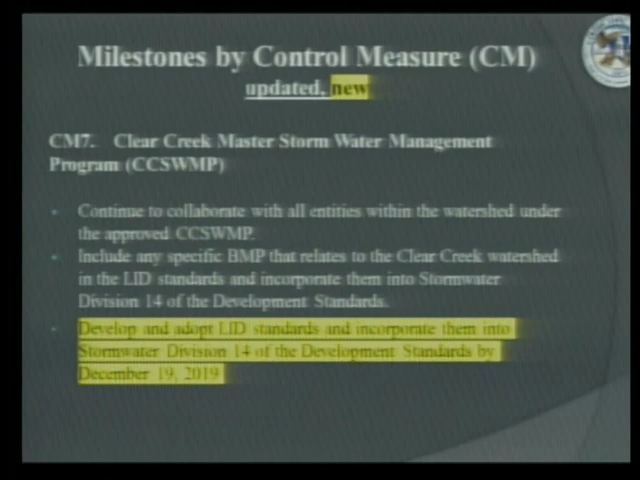 Milestones by Control Measure (CM)
updated, new
CM7. Clear Creek Master Storm Water Management
Program (CCSWMP)
Continue to collaborate with all entities within the watershed under
the approved CCSWMP.
Include any specific BMP that relates to the Clear Creek watershed
in the LID standards and incorporate them into Stormwater
Division 14 of the Development Standards.
Develop and adopt LID standards and incorporate them into
Stormwater Division 14 of the Development Standards by
December 19, 2019